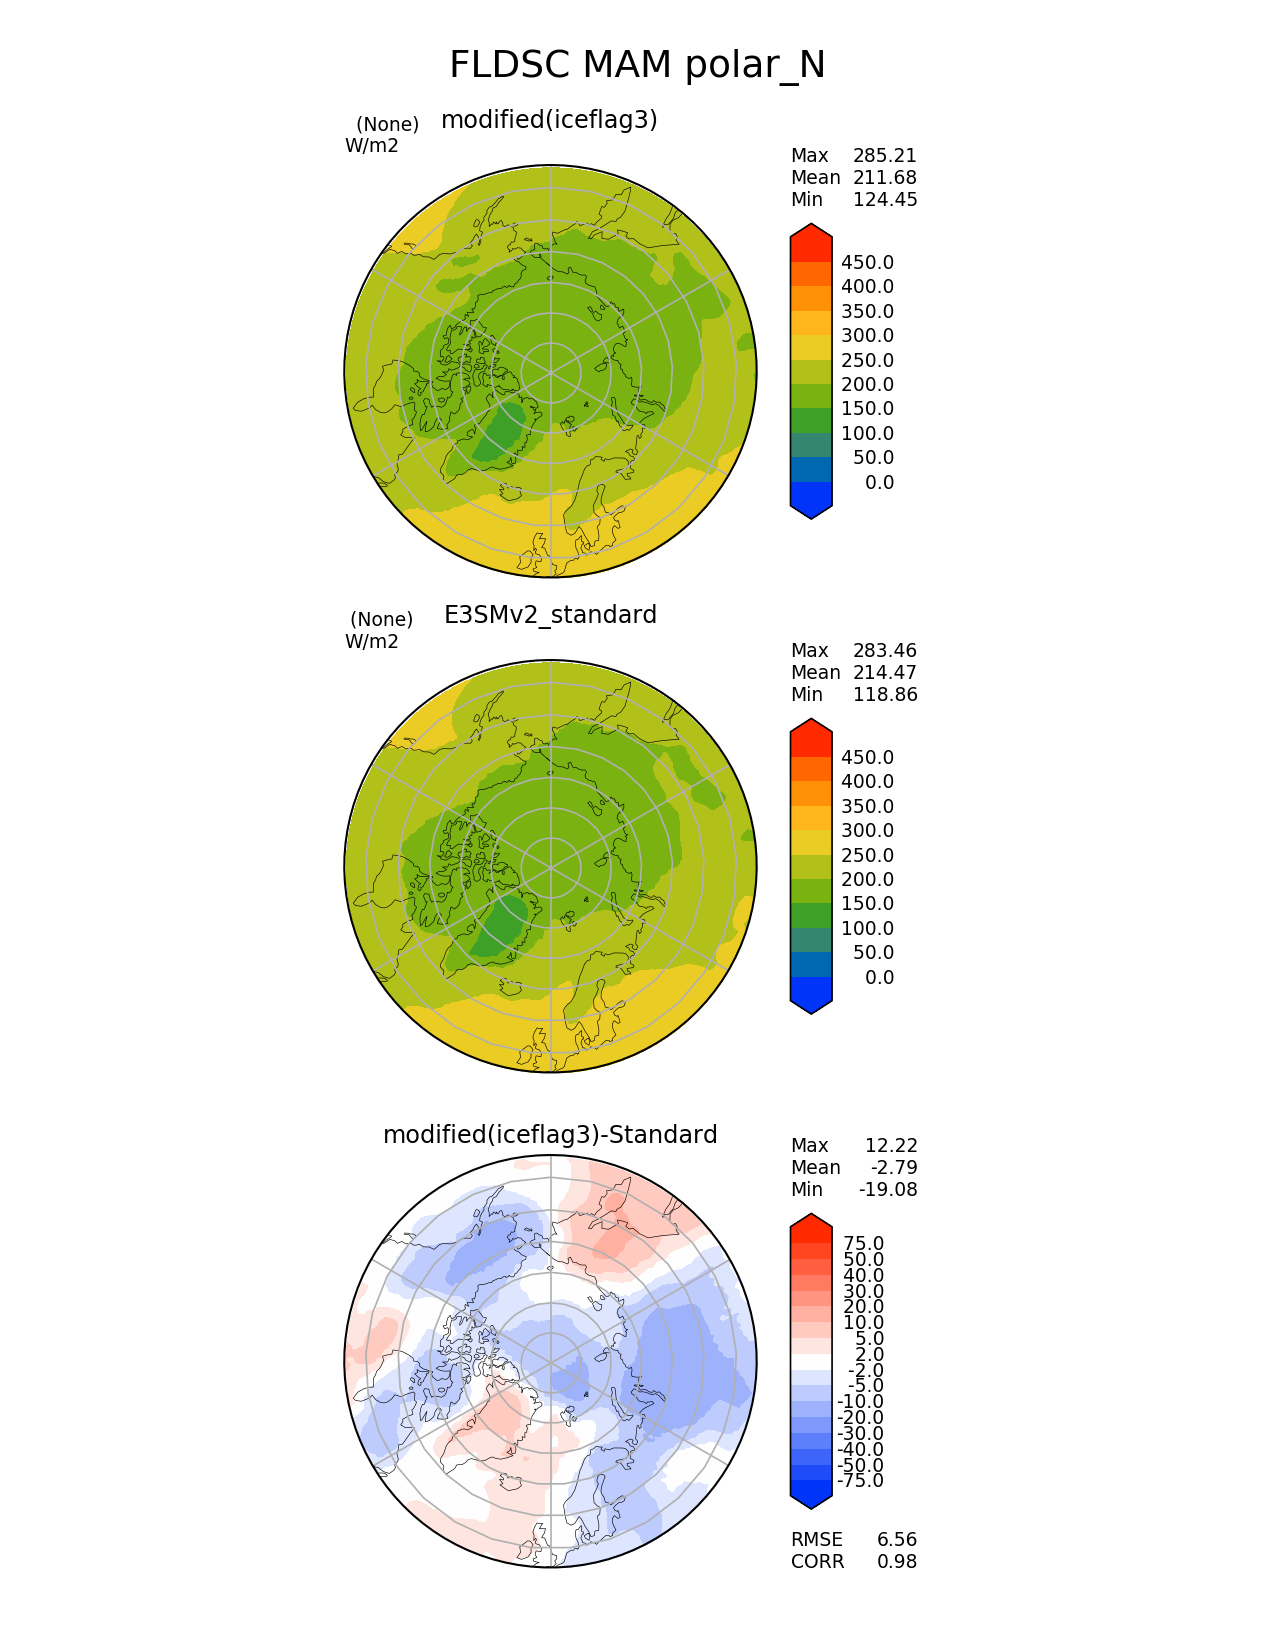 FLDSC MAM polar_N
(None) modified(iceflag3)
W/m2
Max 285.21
Mean 211.68
Min 124.45
450.0
400.0
350.0
300.0
250.0
200.0
150.0
100.0
50.0
0.0
(None) E3SMv2_standard
W/m2
Max 283.46
Mean 214.47
Min 118.86
450.0
400.0
350.0
300.0
250.0
200.0
150.0
100.0
50.0
0.0
modified(iceflag3)-Standard
Max 12.22
Mean -2.79
Min -19.08
75.0
50.0
40.0
30.0
20.0
10.0
5.0
2.0
-2.0
-5.0
-10.0
-20.0
-30.0
-40.0
-50.0
-75.0
RMSE 6.56
CORR 0.98